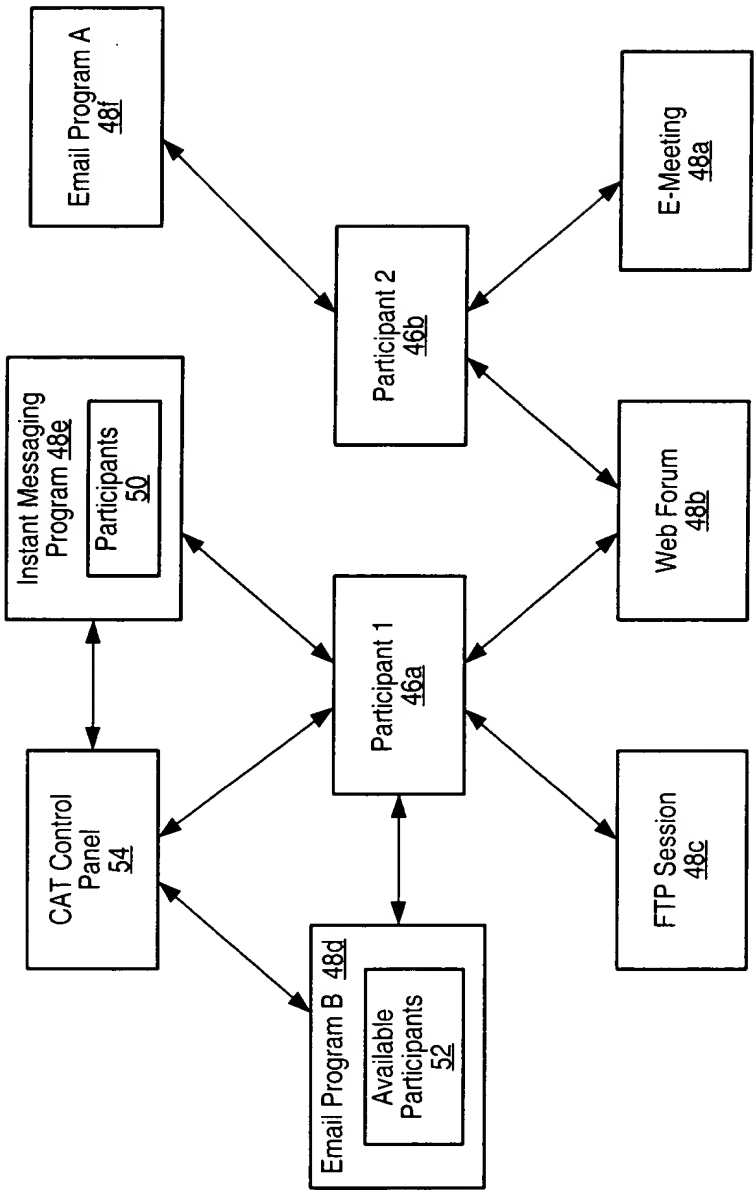 CAT Control
Panel
54
Instant Messaging
Program 48e
Participants
50
Email Program A
48f
Email Program B 48d
Available
Participants
52
Participant 1
46a
Participant 2
46b
FTP Session
48c
Web Forum
48b
E-Meeting
48a